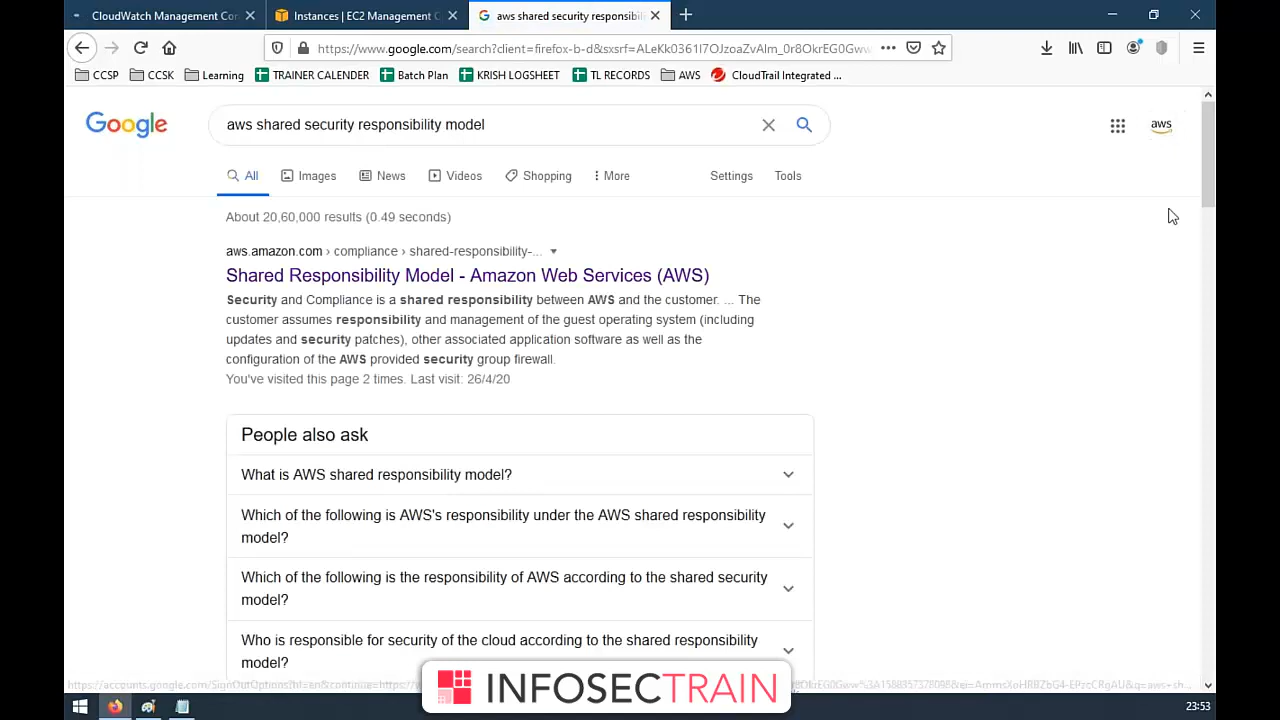 CloudWatch Management Con
Instances | EC2 Management C
aws shared security responsibil
https://www.google.com/search?client=firefox-b-d&sxsrf=ALeKk0361I7OJzoaZvAlm_0r8OkrEG0Gww
CCSP
CCSK
Learning
TRAINER CALENDER
Batch Plan
KRISH LOGSHEET
TL RECORDS
AWS
CloudTrail Integrated ...
Google
aws shared security responsibility model
aws
All
Images
News
Videos
Shopping
More
Settings
Tools
About 20,60,000 results (0.49 seconds)
aws.amazon.com › compliance › shared-responsibility-...
Shared Responsibility Model - Amazon Web Services (AWS)
Security and Compliance is a shared responsibility between AWS and the customer. ... The
customer assumes responsibility and management of the guest operating system (including
updates and security patches), other associated application software as well as the
configuration of the AWS provided security group firewall.
You've visited this page 2 times. Last visit: 26/4/20
People also ask
What is AWS shared responsibility model?
Which of the following is AWS's responsibility under the AWS shared responsibility
model?
Which of the following is the responsibility of AWS according to the shared security
model?
Who is responsible for security of the cloud according to the shared responsibility
model?
INFOSECTRAIN
23:53